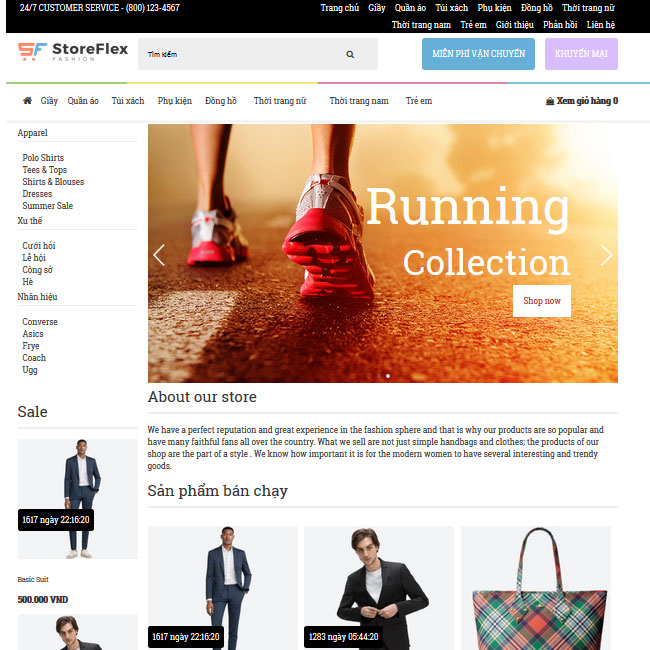 24/7 CUSTOMER SERVICE - (800) 123-4567
Trang chủ Giầy Quần áo Túi xách Phụ kiện Đồng hồ Thời trang nữ
Thời trang nam Trẻ em Giới thiệu Phản hồi Liên hệ
SF StoreFlex
FASHION
Tìm kiếm
MIỄN PHÍ VẬN CHUYỂN
KHUYẾN MẠI
Giầy Quần áo Túi xách Phụ kiện Đồng hồ Thời trang nữ Thời trang nam Trẻ em
Xem giỏ hàng 0
Apparel
Polo Shirts
Tees & Tops
Shirts & Blouses
Dresses
Summer Sale
Xu thế
Cưới hỏi
Lễ hội
Công sở
Hè
Nhãn hiệu
Converse
Asics
Frye
Coach
Ugg
Sale
1617 ngày 22:16:20
Basic Suit
500.000 VND
Running
Collection
Shop now
About our store
We have a perfect reputation and great experience in the fashion sphere and that is why our products are so popular and
have many faithful fans all over the country. What we sell are not just simple handbags and clothes; the products of our
shop are the part of a style . We know how important it is for the modern women to have several interesting and trendy
goods.
Sản phẩm bán chạy
1617 ngày 22:16:20
1283 ngày 05:44:20